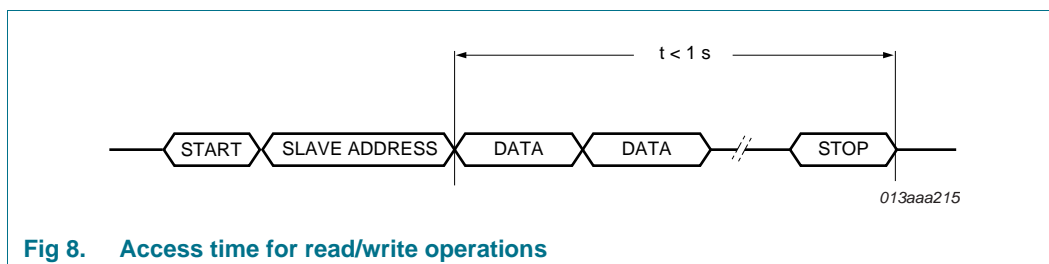 t < 1 s
START SLAVE ADDRESS DATA DATA STOP
013aaa215
Fig 8. Access time for read/write operations